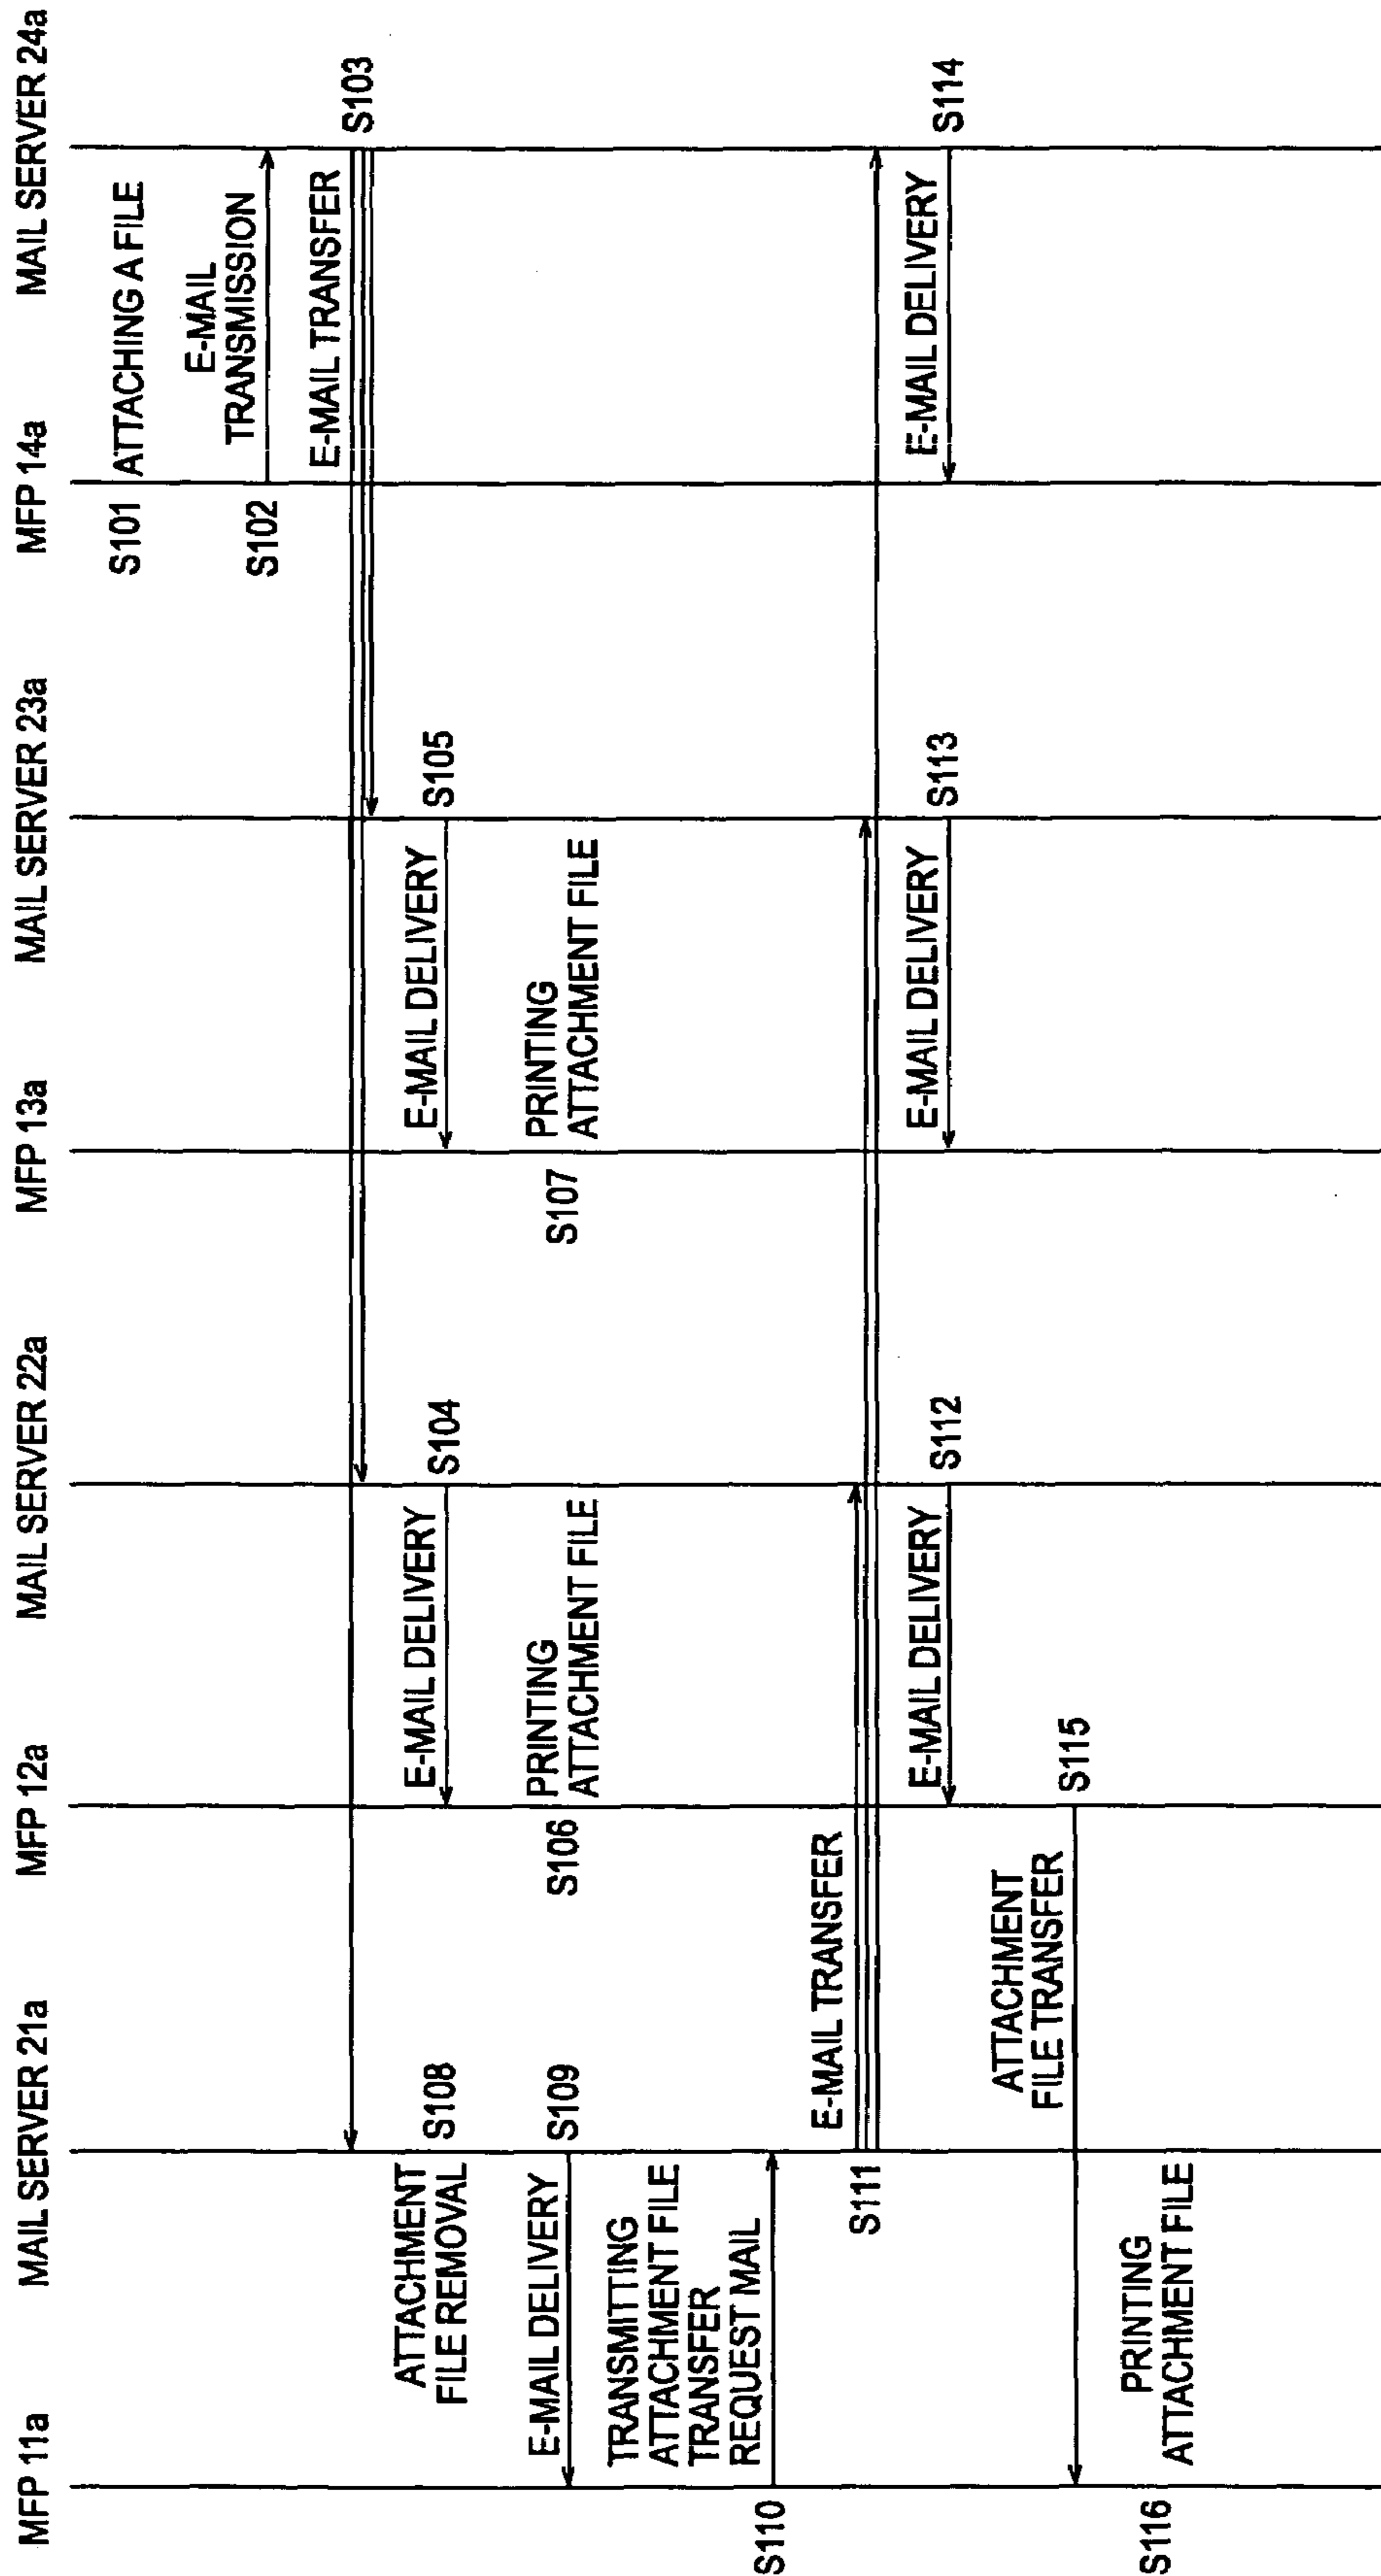 MFP 11a
MAIL SERVER 21a
MFP 12a
MAIL SERVER 22a
MFP 13a
MAIL SERVER 23a
MFP 14a
MAIL SERVER 24a
S101
ATTACHING A FILE
S102
E-MAIL
TRANSMISSION
E-MAIL TRANSFER
S103
ATTACHMENT
FILE REMOVAL
S108
E-MAIL DELIVERY
S104
E-MAIL DELIVERY
S105
E-MAIL DELIVERY
S109
S106
PRINTING
ATTACHMENT FILE
S107
PRINTING
ATTACHMENT FILE
TRANSMITTING
ATTACHMENT FILE
TRANSFER
REQUEST MAIL
S110
E-MAIL TRANSFER
S111
E-MAIL DELIVERY
S112
E-MAIL DELIVERY
S113
E-MAIL DELIVERY
S114
ATTACHMENT
FILE TRANSFER
S115
S116
PRINTING
ATTACHMENT FILE